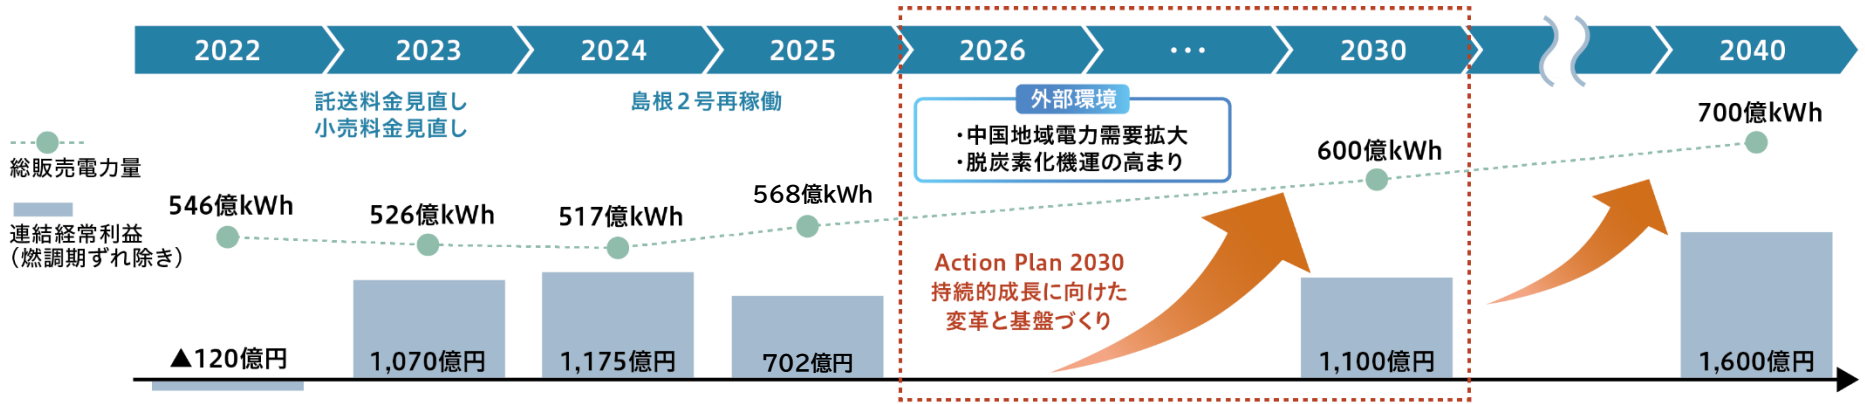 2022
2023
2024
2025
2026
･･･
2030
2040
託送料金見直し
小売料金見直し
島根２号再稼働
外部環境
・中国地域電力需要拡大
・脱炭素化機運の高まり
総販売電力量
546億kWh
526億kWh
517億kWh
568億kWh
600億kWh
700億kWh
連結経常利益
（燃調期ずれ除き）
Action Plan 2030
持続的成長に向けた
変革と基盤づくり
▲120億円
1,070億円
1,175億円
702億円
1,100億円
1,600億円